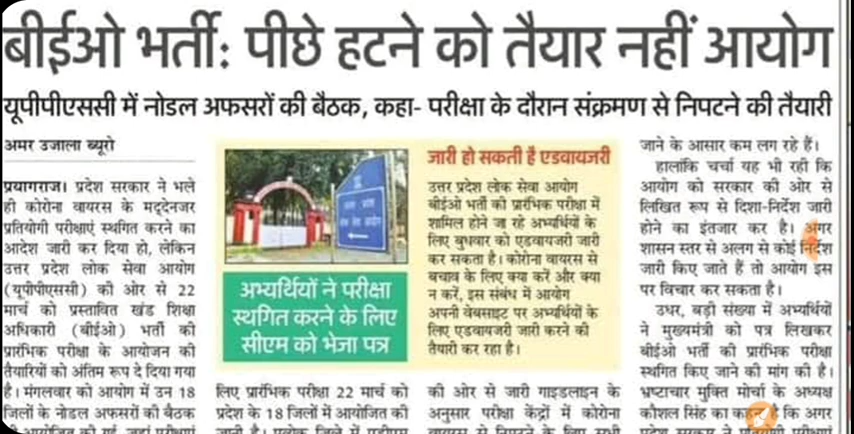 बीईओ भर्ती: पीछे हटने को तैयार नहीं आयोग
यूपीपीएससी में नोडल अफसरों की बैठक, कहा- परीक्षा के दौरान संक्रमण से निपटने की तैयारी
अमर उजाला ब्यूरो
प्रयागराज। प्रदेश सरकार ने भले
ही कोरोना वायरस के मद्देनजर
प्रतियोगी परीक्षाएं स्थगित करने का
आदेश जारी कर दिया हो, लेकिन
उत्तर प्रदेश लोक सेवा आयोग
(यूपीपीएससी) की ओर से 22
मार्च को प्रस्तावित खंड शिक्षा
अधिकारी (बीईओ) भर्ती की
प्रारंभिक परीक्षा के आयोजन की
तैयारियों को अंतिम रूप दे दिया गया
है। मंगलवार को आयोग में उन 18
जिलों के नोडल अफसरों की बैठक
अभ्यर्थियों ने परीक्षा
स्थगित करने के लिए
सीएम को भेजा पत्र
जारी हो सकती है एडवायजरी
उत्तर प्रदेश लोक सेवा आयोग
बीईओ भर्ती की प्रारंभिक परीक्षा में
शामिल होने जा रहे अभ्यर्थियों के
लिए बुधवार को एडवायजरी जारी
कर सकता है। कोरोना वायरस से
बचाव के लिए क्या करें और क्या
न करें, इस संबंध में आयोग
अपनी वेबसाइट पर अभ्यर्थियों के
लिए एडवायजरी जारी करने की
तैयारी कर रहा है।
लिए प्रारंभिक परीक्षा 22 मार्च को
प्रदेश के 18 जिलों में आयोजित की
की ओर से जारी गाइडलाइन के
अनुसार परीक्षा केंद्रों में कोरोना
जाने के आसार कम लग रहे हैं।
हालांकि चर्चा यह भी रही कि
आयोग को सरकार की ओर से
लिखित रूप से दिशा-निर्देश जारी
होने का इंतजार कर है। अगर
शासन स्तर से अलग से कोई निर्देश
जारी किए जाते हैं तो आयोग इस
पर विचार कर सकता है।
उधर, बड़ी संख्या में अभ्यर्थियों
ने मुख्यमंत्री को पत्र लिखकर
बीईओ भर्ती की प्रारंभिक परीक्षा
स्थगित किए जाने की मांग की है।
भ्रष्टाचार मुक्ति मोर्चा के अध्यक्ष
कौशल सिंह का कि अगर